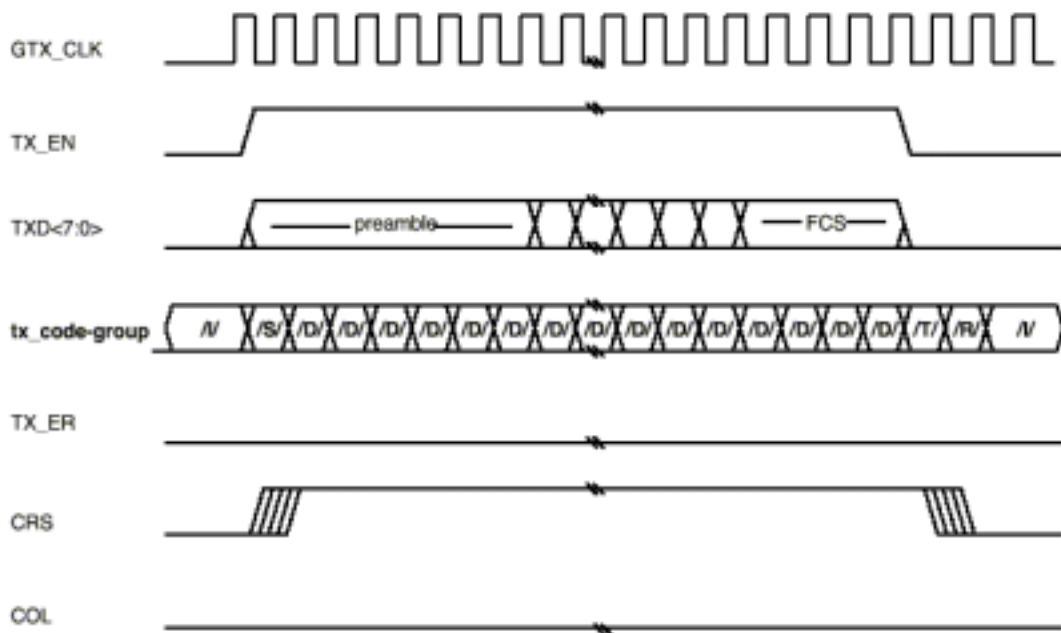 GTX_CLK
TX_EN
TXD<7:0> preamble FCS
tx_code-group /I/ /S/ /D/ /D/ /D/ /D/ /D/ /D/ /D/ /D/ /D/ /D/ /D/ /D/ /D/ /D/ /D/ /T/ /R/ /I/
TX_ER
CRS
COL